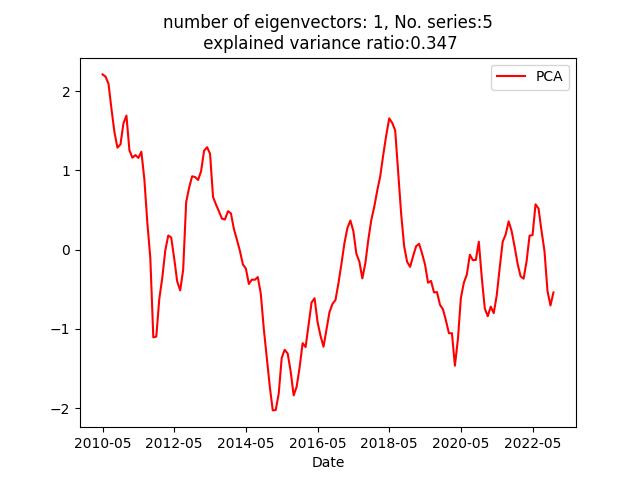 number of eigenvectors: 1, No. series:5
explained variance ratio:0.347
PCA
2
1
0
−1
−2
2010-05 2012-05 2014-05 2016-05 2018-05 2020-05 2022-05
Date